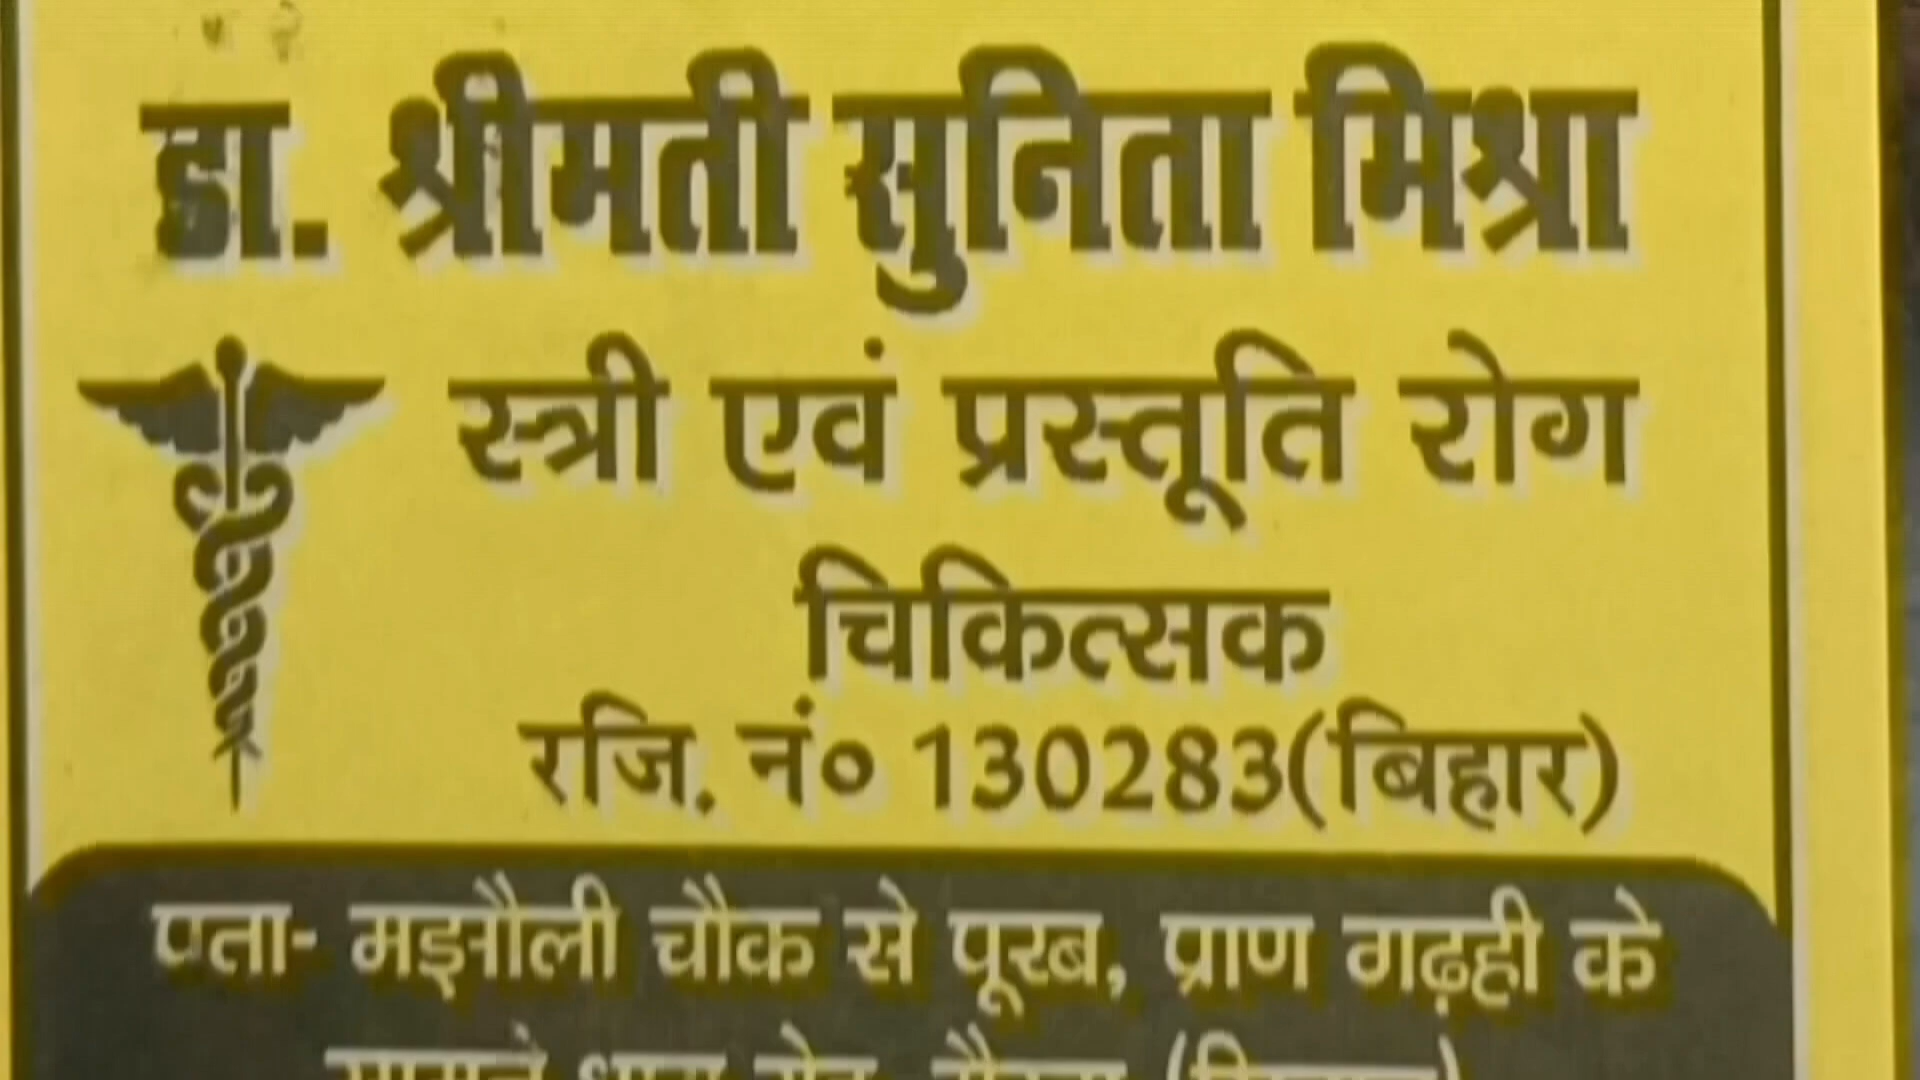 डा. श्रीमती सुनिता मिश्रा
स्त्री एवं प्रस्तूति रोग
चिकित्सक
रजि. नं० 130283(बिहार)
पता- मझौली चौक से पूरब, प्राण गढ़ही के